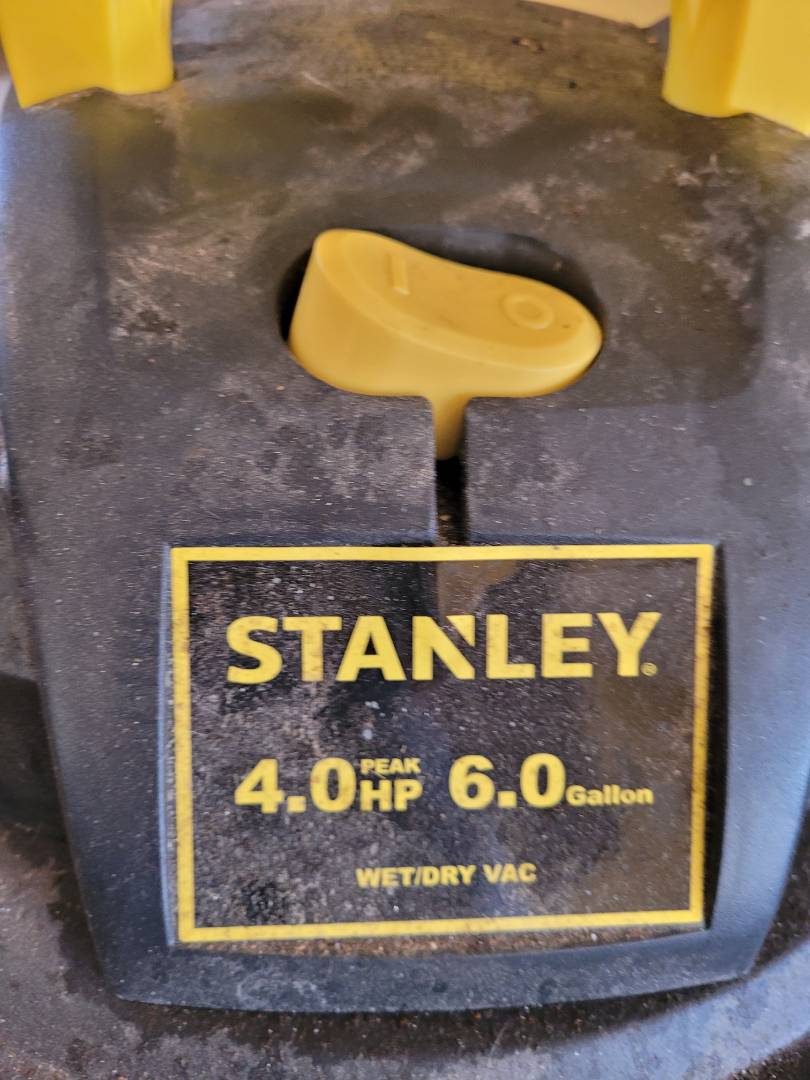 I O
STANLEY®
4.0 PEAK HP 6.0 Gallon
WET/DRY VAC